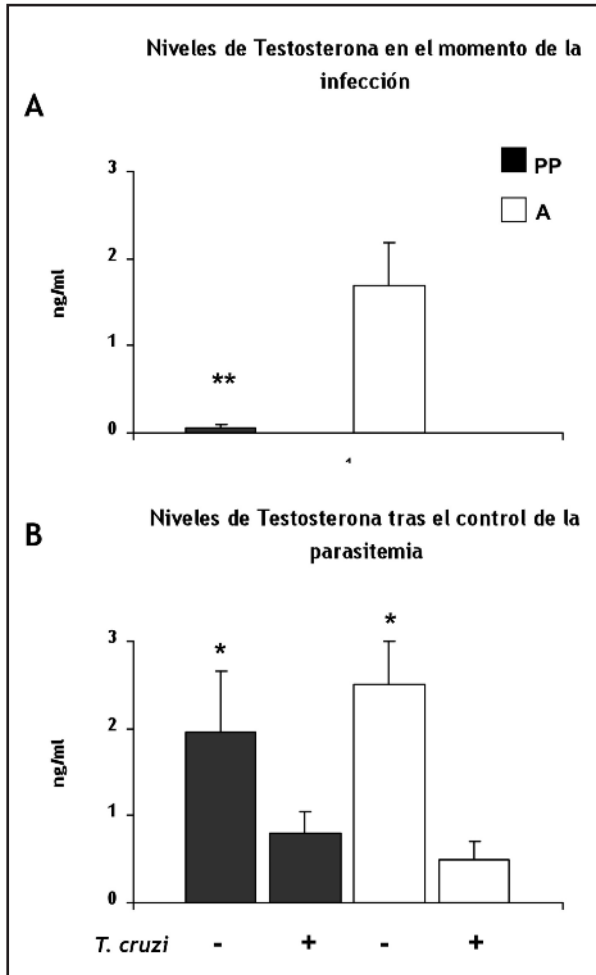 Niveles de Testosterona en el momento de la
infección
A
3
2
1
0
ng/ml
PP
A
**
Niveles de Testosterona tras el control de la
parasitemia
B
3
2
1
0
ng/ml
*
*
T. cruzi - + - +